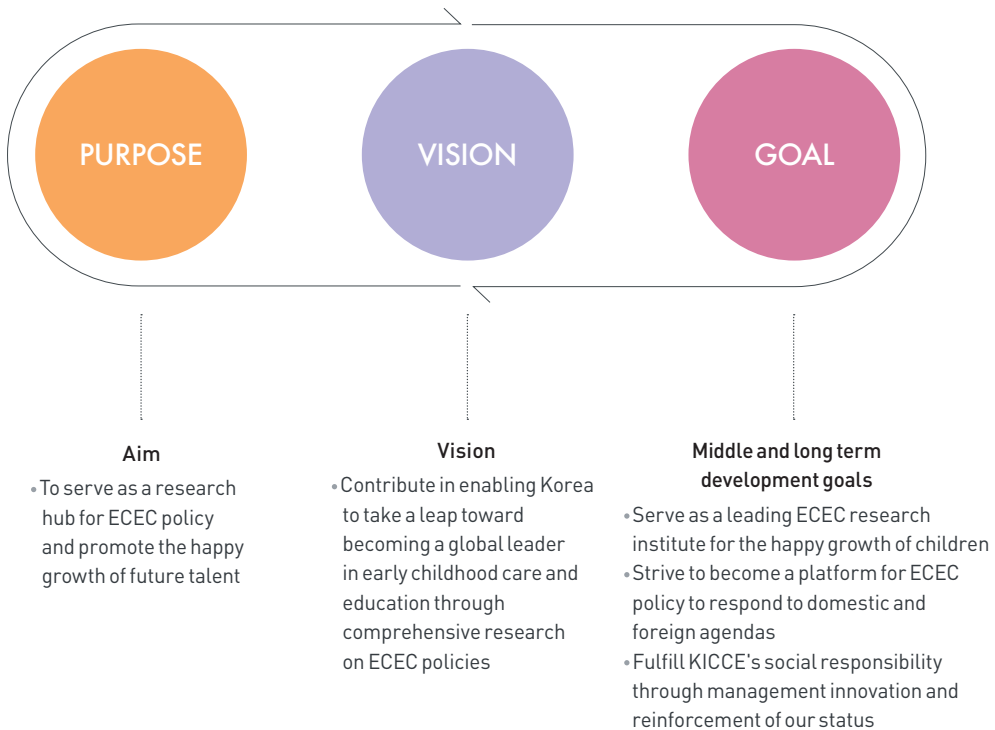 PURPOSE
VISION
GOAL
Aim
•To serve as a research
hub for ECEC policy
and promote the happy
growth of future talent
Vision
•Contribute in enabling Korea
to take a leap toward
becoming a global leader
in early childhood care and
education through
comprehensive research
on ECEC policies
Middle and long term
development goals
•Serve as a leading ECEC research
institute for the happy growth of children
•Strive to become a platform for ECEC
policy to respond to domestic and
foreign agendas
•Fulfill KICCE's social responsibility
through management innovation and
reinforcement of our status